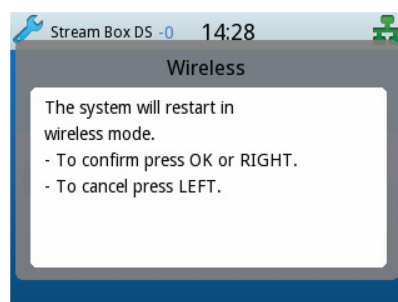 Stream Box DS -0 14:28
Wireless
The system will restart in
wireless mode.
- To confirm press OK or RIGHT.
- To cancel press LEFT.